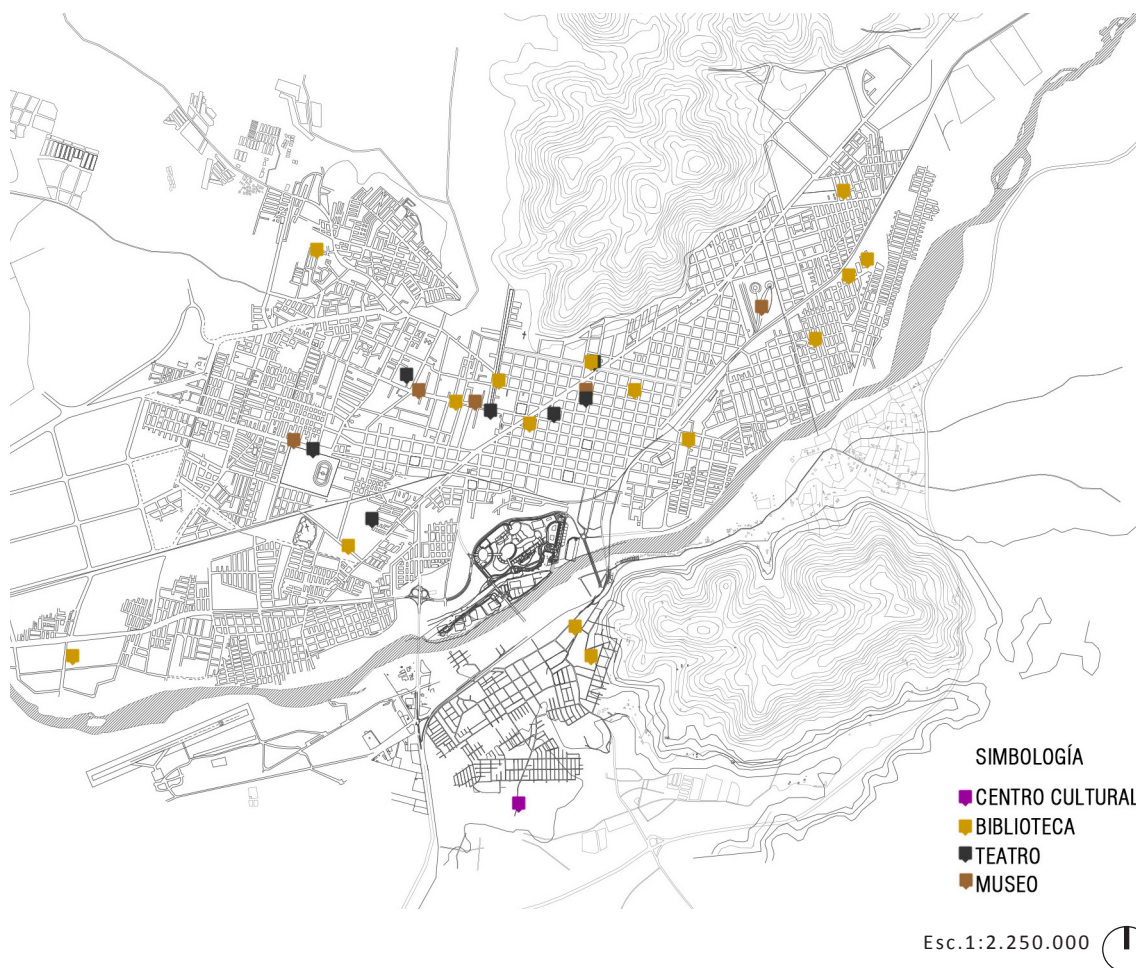 SIMBOLOGÍA
CENTRO CULTURAL
BIBLIOTECA
TEATRO
MUSEO
Esc.1:2.250.000